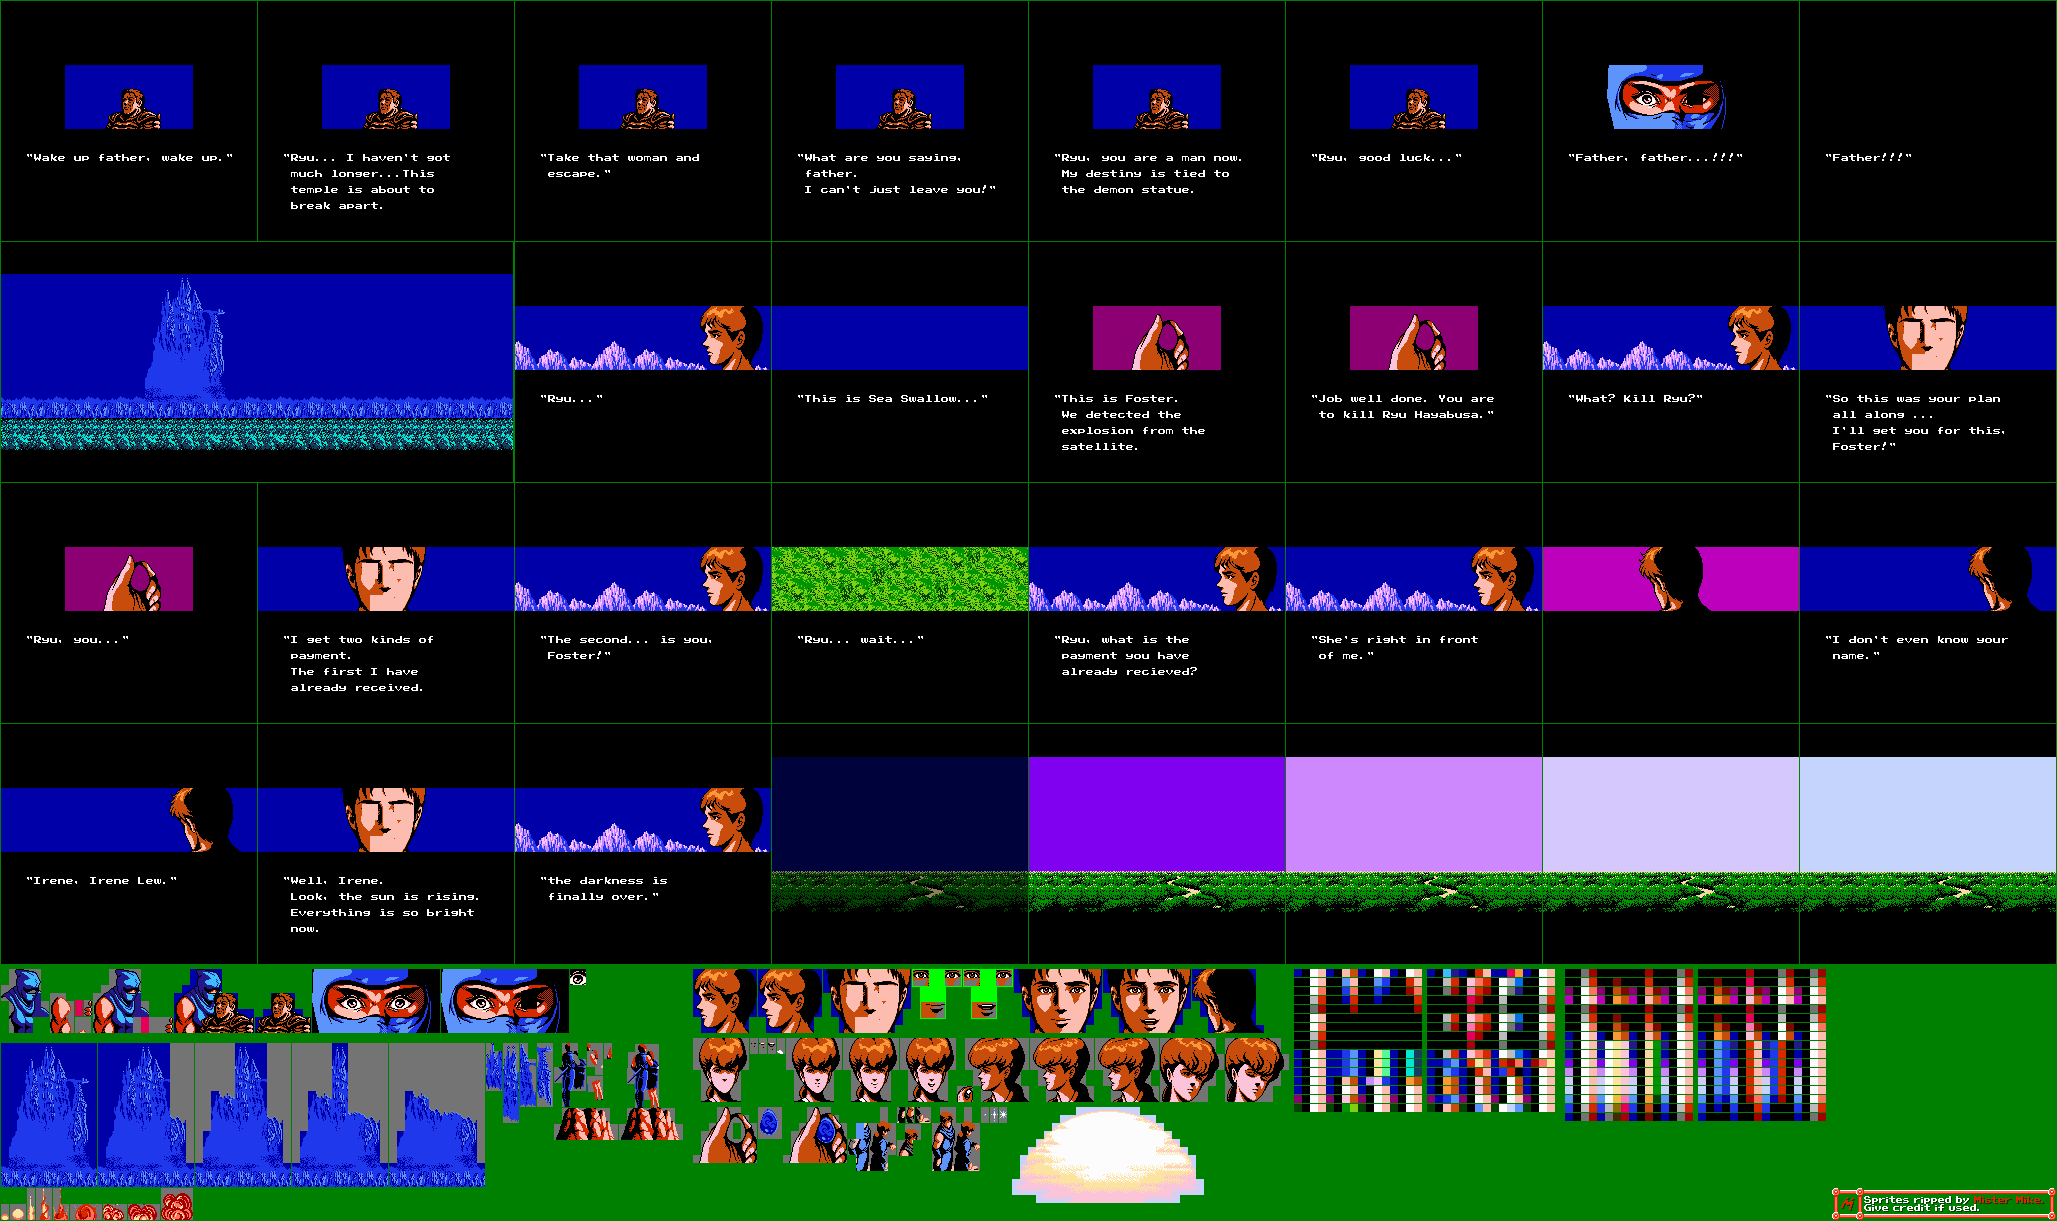 "Wake up father, wake up."
"Ryu... I haven't got
much longer...This
temple is about to
break apart.
"Take that woman and
escape."
"What are you saying,
father.
I can't just leave you!"
"Ryu, you are a man now.
My destiny is tied to
the demon statue.
"Ryu, good luck..."
"Father, father...!!!"
"Father!!!"
"Ryu..."
"This is Sea Swallow..."
"This is Foster.
We detected the
explosion from the
satellite.
"Job well done. You are
to kill Ryu Hayabusa."
"What? Kill Ryu?"
"So this was your plan
all along ...
I'll get you for this,
Foster!"
"Ryu, you..."
"I get two kinds of
payment.
The first I have
already received.
"The second... is you,
Foster!"
"Ryu... wait..."
"Ryu, what is the
payment you have
already recieved?
"She's right in front
of me."
"I don't even know your
name."
"Irene, Irene Lew."
"Well, Irene.
Look, the sun is rising.
Everything is so bright
now.
"the darkness is
finally over."
Sprites ripped by Mister Mike.
Give credit if used.